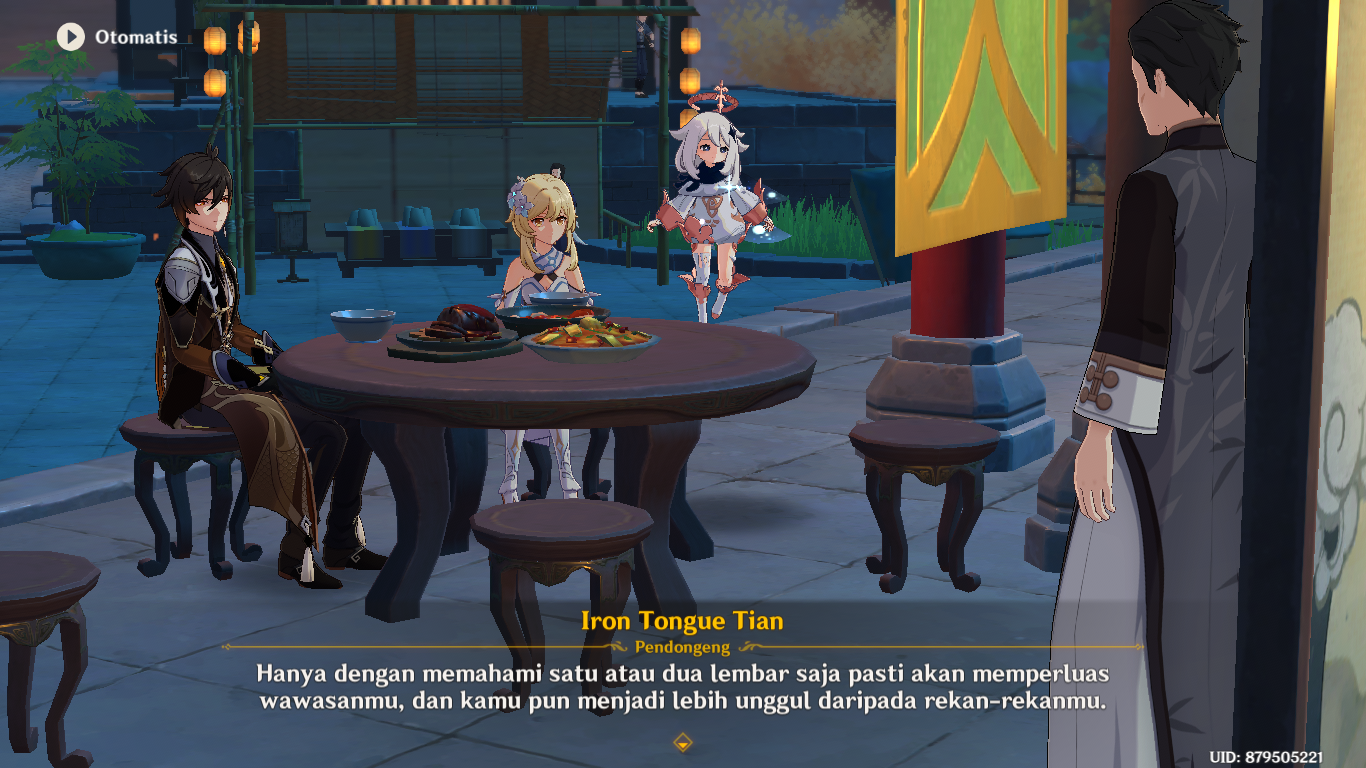 Otomatis
Iron Tongue Tian
Pendongeng
Hanya dengan memahami satu atau dua lembar saja pasti akan memperluas
wawasanmu, dan kamu pun menjadi lebih unggul daripada rekan-rekanmu.
UID: 879505221